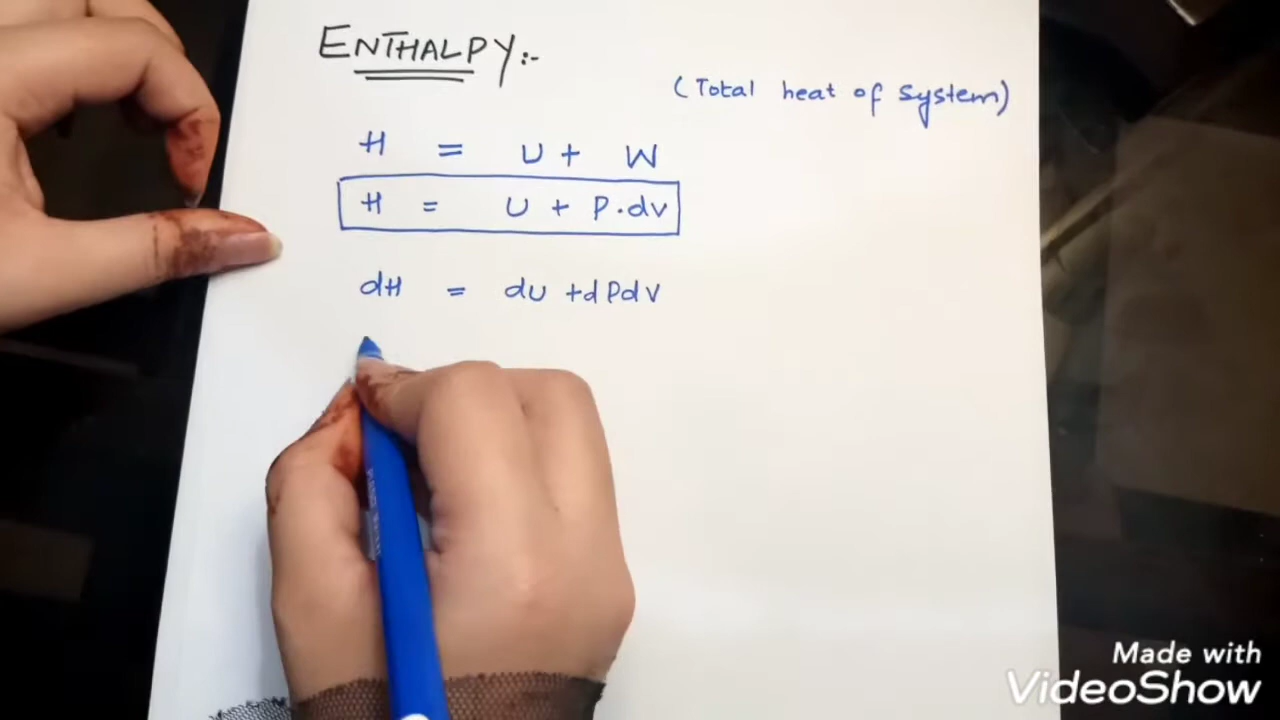 ENTHALPY:-
(Total heat of system)
H = U + W
H = U + P.dv
dH = dU + dPdV
Made with
VideoShow